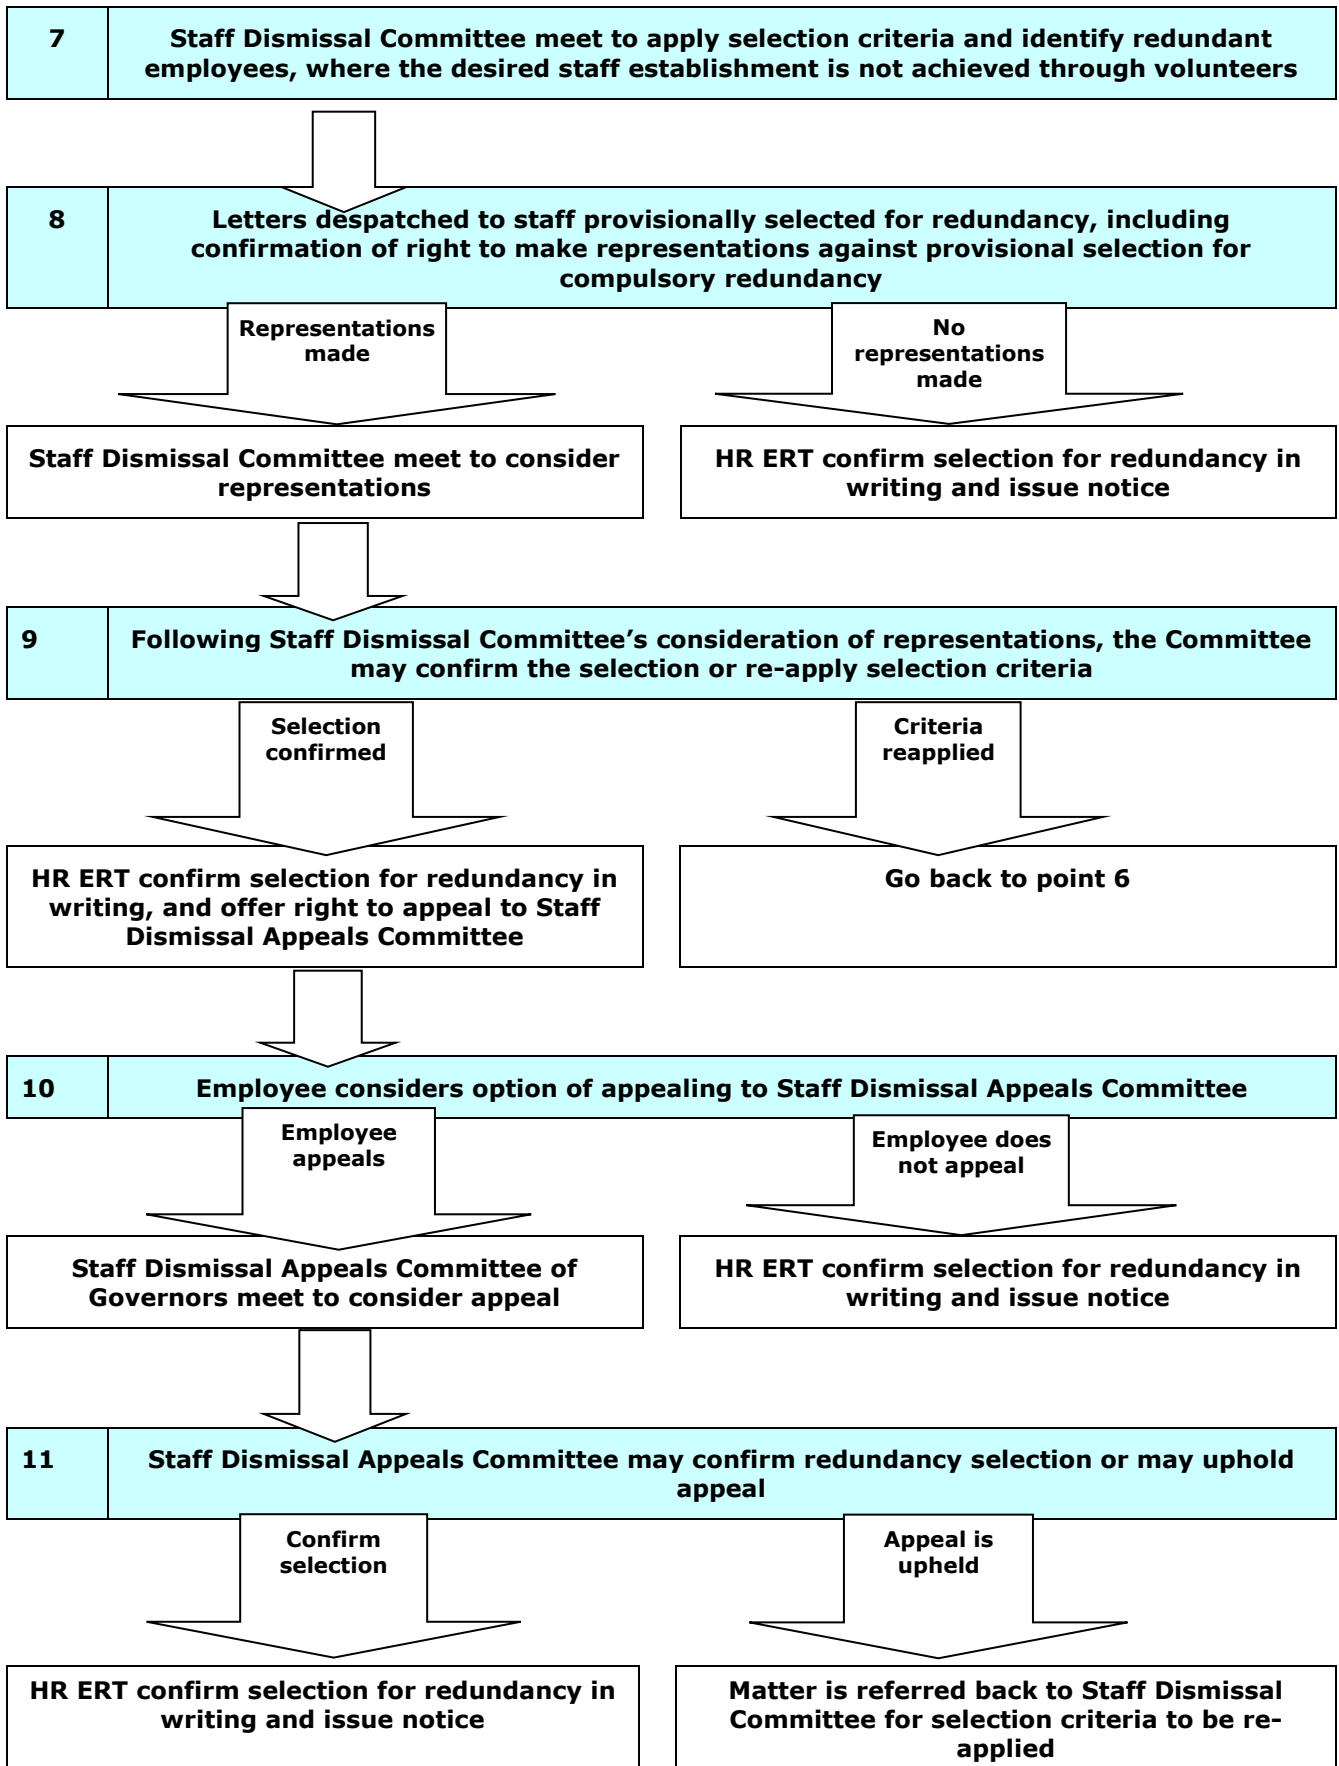 7
Staff Dismissal Committee meet to apply selection criteria and identify redundant
employees, where the desired staff establishment is not achieved through volunteers
8
Letters despatched to staff provisionally selected for redundancy, including
confirmation of right to make representations against provisional selection for
compulsory redundancy
Representations
made
No
representations
made
Staff Dismissal Committee meet to consider
representations
HR ERT confirm selection for redundancy in
writing and issue notice
9
Following Staff Dismissal Committee’s consideration of representations, the Committee
may confirm the selection or re-apply selection criteria
Selection
confirmed
Criteria
reapplied
HR ERT confirm selection for redundancy in
writing, and offer right to appeal to Staff
Dismissal Appeals Committee
Go back to point 6
10
Employee considers option of appealing to Staff Dismissal Appeals Committee
Employee
appeals
Employee does
not appeal
Staff Dismissal Appeals Committee of
Governors meet to consider appeal
HR ERT confirm selection for redundancy in
writing and issue notice
11
Staff Dismissal Appeals Committee may confirm redundancy selection or may uphold
appeal
Confirm
selection
Appeal is
upheld
HR ERT confirm selection for redundancy in
writing and issue notice
Matter is referred back to Staff Dismissal
Committee for selection criteria to be re-
applied